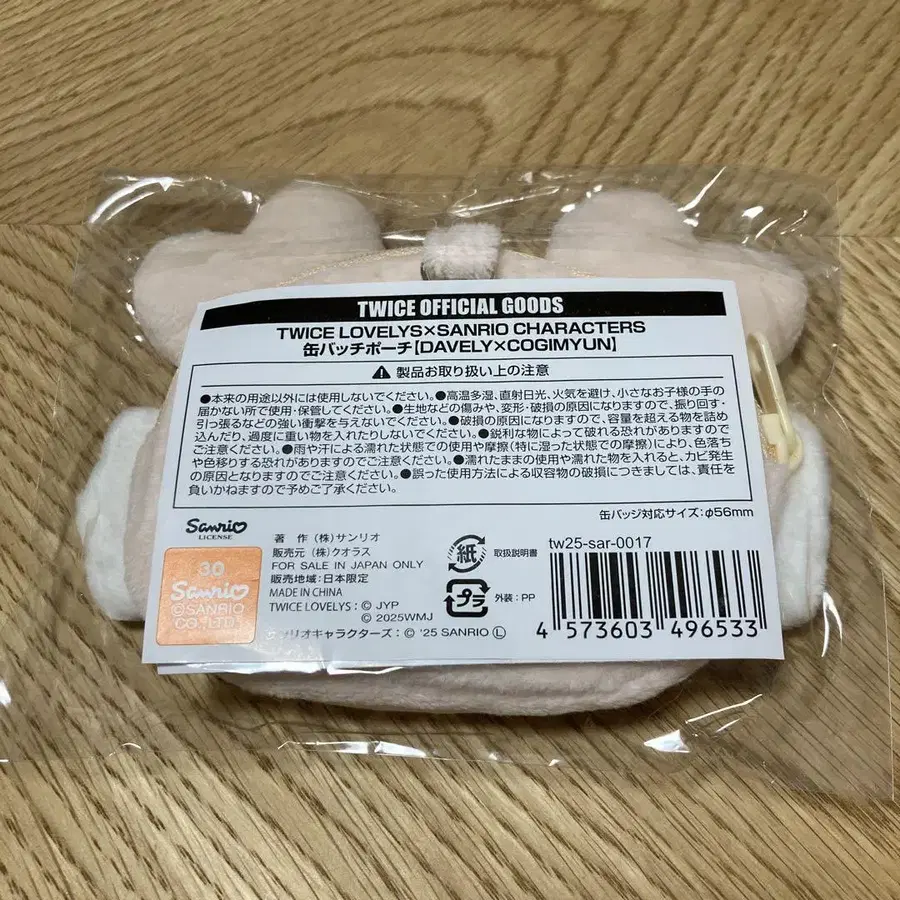 TWICE OFFICIAL GOODS
TWICE LOVELYS×SANRIO CHARACTERS
缶バッチポーチ【DAVELY×COGIMYUN】
⚠ 製品お取り扱い上の注意
●本来の用途以外には使用しないでください。●高温多湿、直射日光、火気を避け、小さなお子様の手の
届かない所で使用・保管してください。●生地などの傷みや、変形・破損の原因になりますので、振り回す・
引っ張るなどの強い衝撃を与えないでください。●破損の原因になりますので、容量を超える物を詰め
込んだり、過度に重い物を入れたりしないでください。●鋭利な物によって破れる恐れがありますので
ご注意ください。●雨や汗による濡れた状態での使用や摩擦(特に湿った状態での摩擦)により、色落ち
や色移りする恐れがありますのでご注意ください。●濡れたままの使用や濡れた物を入れると、カビ発生
の原因となりますのでご注意ください。●誤った使用方法による収容物の破損につきましては、責任を
負いかねますので予めご了承ください。
缶バッジ対応サイズ:φ56mm
Sanrio
LICENSE
30
Sanrio
©SANRIO
CO., LTD.
著 作 (株)サンリオ
販売元 (株)クオラス
FOR SALE IN JAPAN ONLY
販売地域:日本限定
MADE IN CHINA
TWICE LOVELYS:© JYP
© 2025WMJ
サンリオキャラクターズ:© '25 SANRIO Ⓛ
紙
取扱説明書
プラ
外装:PP
tw25-sar-0017
4 573603 496533